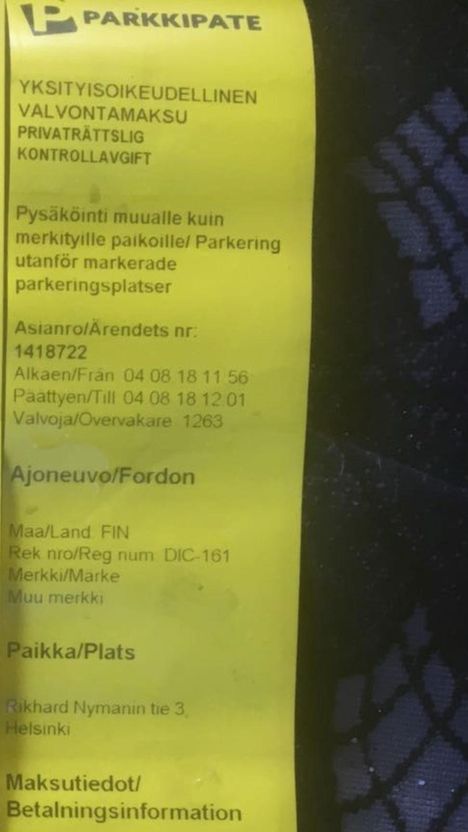 P PARKKIPATE
YKSITYISOIKEUDELLINEN
VALVONTAMAKSU
PRIVATRÄTTSLIG
KONTROLLAVGIFT
Pysäköinti muualle kuin
merkityille paikoille/ Parkering
utanför markerade
parkeringsplatser
Asianro/Ärendets nr:
1418722
Alkaen/Från 04 08 18 11 56
Päättyen/Till 04 08 18 12 01
Valvoja/Övervakare 1263
Ajoneuvo/Fordon
Maa/Land FIN
Rek nro/Reg num DIC-161
Merkki/Märke
Muu merkki
Paikka/Plats
Rikhard Nymanin tie 3,
Helsinki
Maksutiedot/
Betalningsinformation